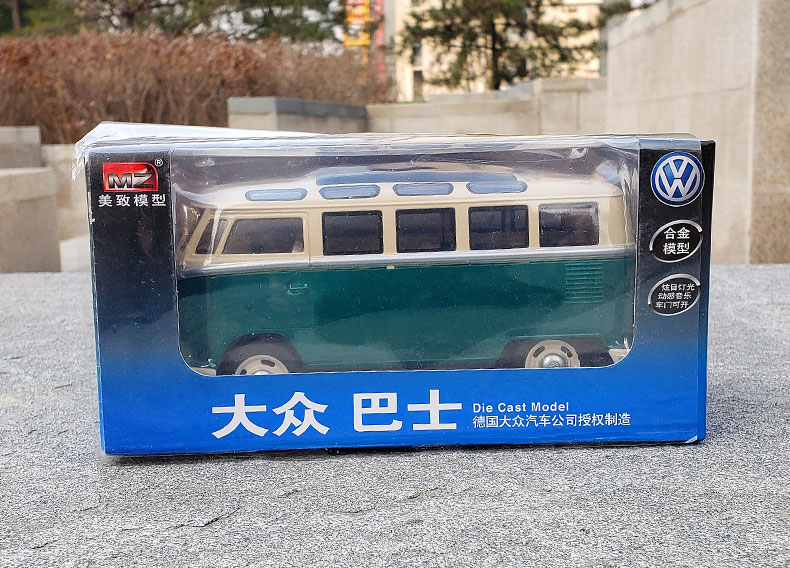 MZ®
美致模型
合金
模型
炫目灯光
动感音乐
车门可开
大众 巴士
Die Cast Model
德国大众汽车公司授权制造